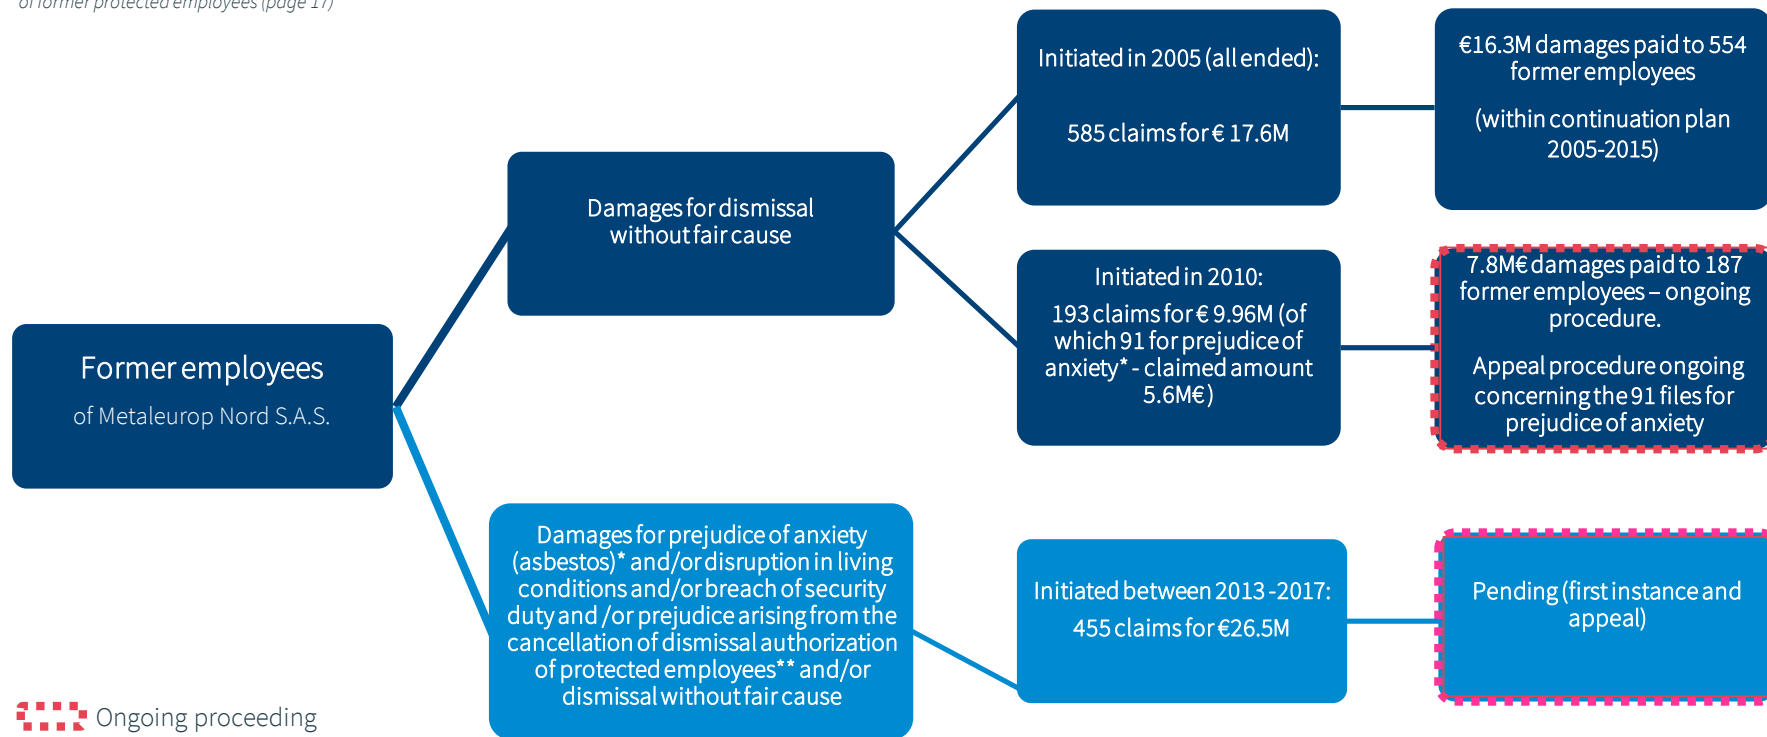 of former protected employees (page 17)
Former employees
of Metaleurop Nord S.A.S.
Damages for dismissal
without fair cause
Initiated in 2005 (all ended):
585 claims for € 17.6M
€16.3M damages paid to 554
former employees
(within continuation plan
2005-2015)
Initiated in 2010:
193 claims for € 9.96M (of
which 91 for prejudice of
anxiety* - claimed amount
5.6M€)
7.8M€ damages paid to 187
former employees – ongoing
procedure.
Appeal procedure ongoing
concerning the 91 files for
prejudice of anxiety
Damages for prejudice of anxiety
(asbestos)* and/or disruption in living
conditions and/or breach of security
duty and /or prejudice arising from the
cancellation of dismissal authorization
of protected employees** and/or
dismissal without fair cause
Initiated between 2013 -2017:
455 claims for €26.5M
Pending (first instance and
appeal)
Ongoing proceeding